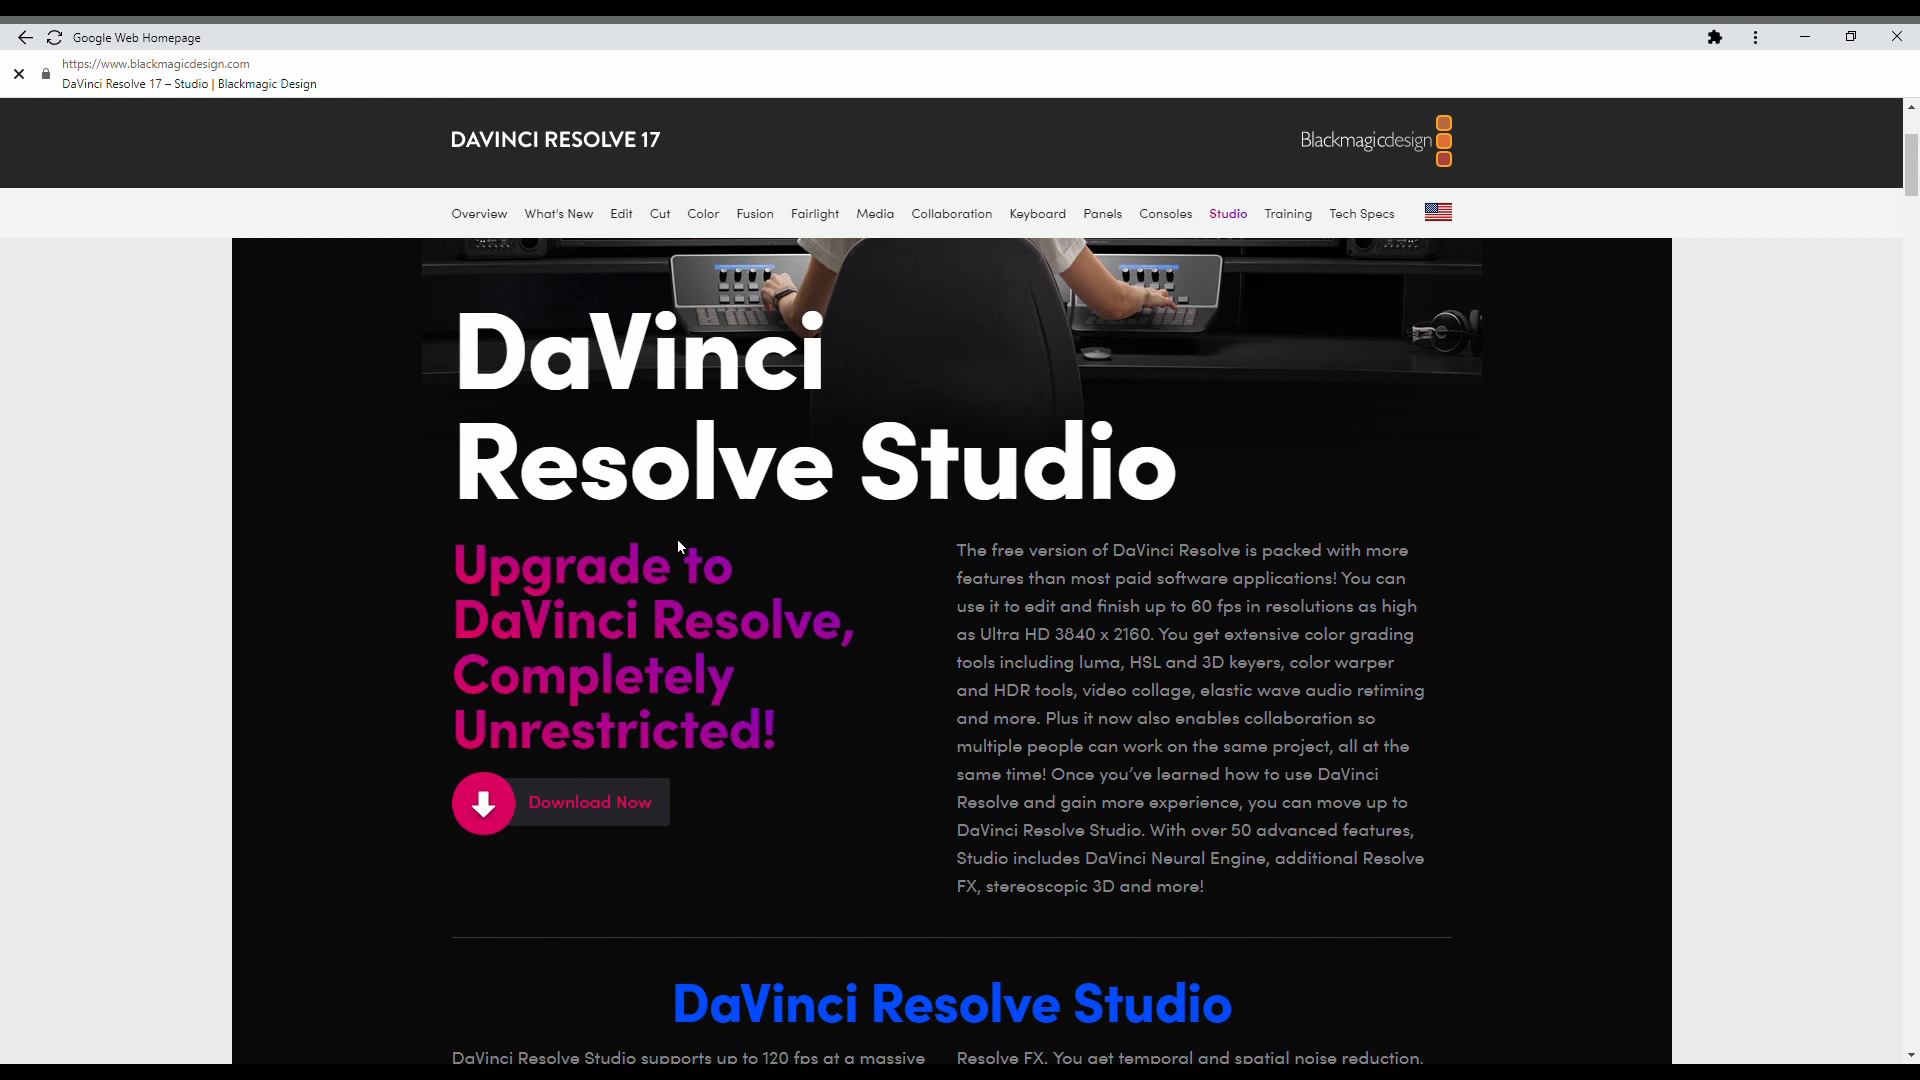 Google Web Homepage
https://www.blackmagicdesign.com
DaVinci Resolve 17 – Studio | Blackmagic Design
DAVINCI RESOLVE 17
Blackmagicdesign
Overview What's New Edit Cut Color Fusion Fairlight Media Collaboration Keyboard Panels Consoles Studio Training Tech Specs
DaVinci
Resolve Studio
Upgrade to
DaVinci Resolve,
Completely
Unrestricted!
Download Now
The free version of DaVinci Resolve is packed with more
features than most paid software applications! You can
use it to edit and finish up to 60 fps in resolutions as high
as Ultra HD 3840 x 2160. You get extensive color grading
tools including luma, HSL and 3D keyers, color warper
and HDR tools, video collage, elastic wave audio retiming
and more. Plus it now also enables collaboration so
multiple people can work on the same project, all at the
same time! Once you’ve learned how to use DaVinci
Resolve and gain more experience, you can move up to
DaVinci Resolve Studio. With over 50 advanced features,
Studio includes DaVinci Neural Engine, additional Resolve
FX, stereoscopic 3D and more!
DaVinci Resolve Studio
DaVinci Resolve Studio supports up to 120 fps at a massive
Resolve FX. You get temporal and spatial noise reduction,